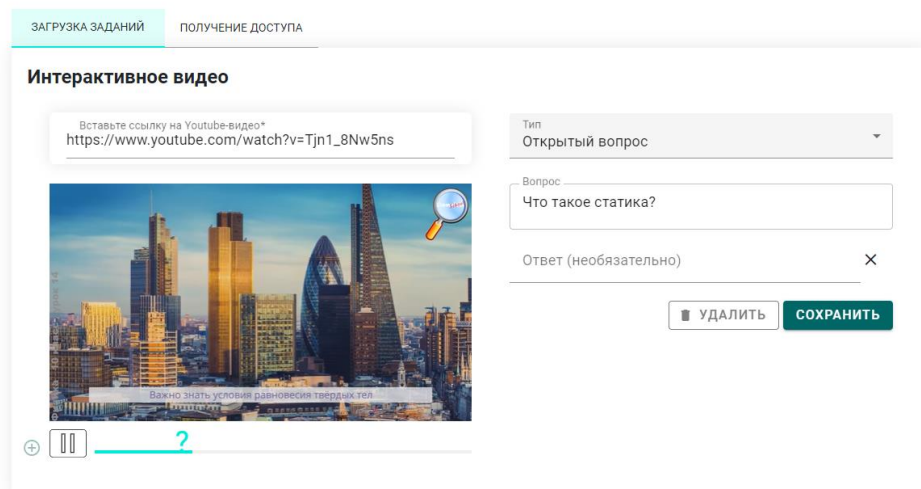 ЗАГРУЗКА ЗАДАНИЙ
ПОЛУЧЕНИЕ ДОСТУПА
Интерактивное видео
Вставьте ссылку на Youtube-видео*
https://www.youtube.com/watch?v=Tjn1_8Nw5ns
Тип
Открытый вопрос
Вопрос
Что такое статика?
Ответ (необязательно)
УДАЛИТЬ
СОХРАНИТЬ
Важно знать условия равновесия твёрдых тел
?